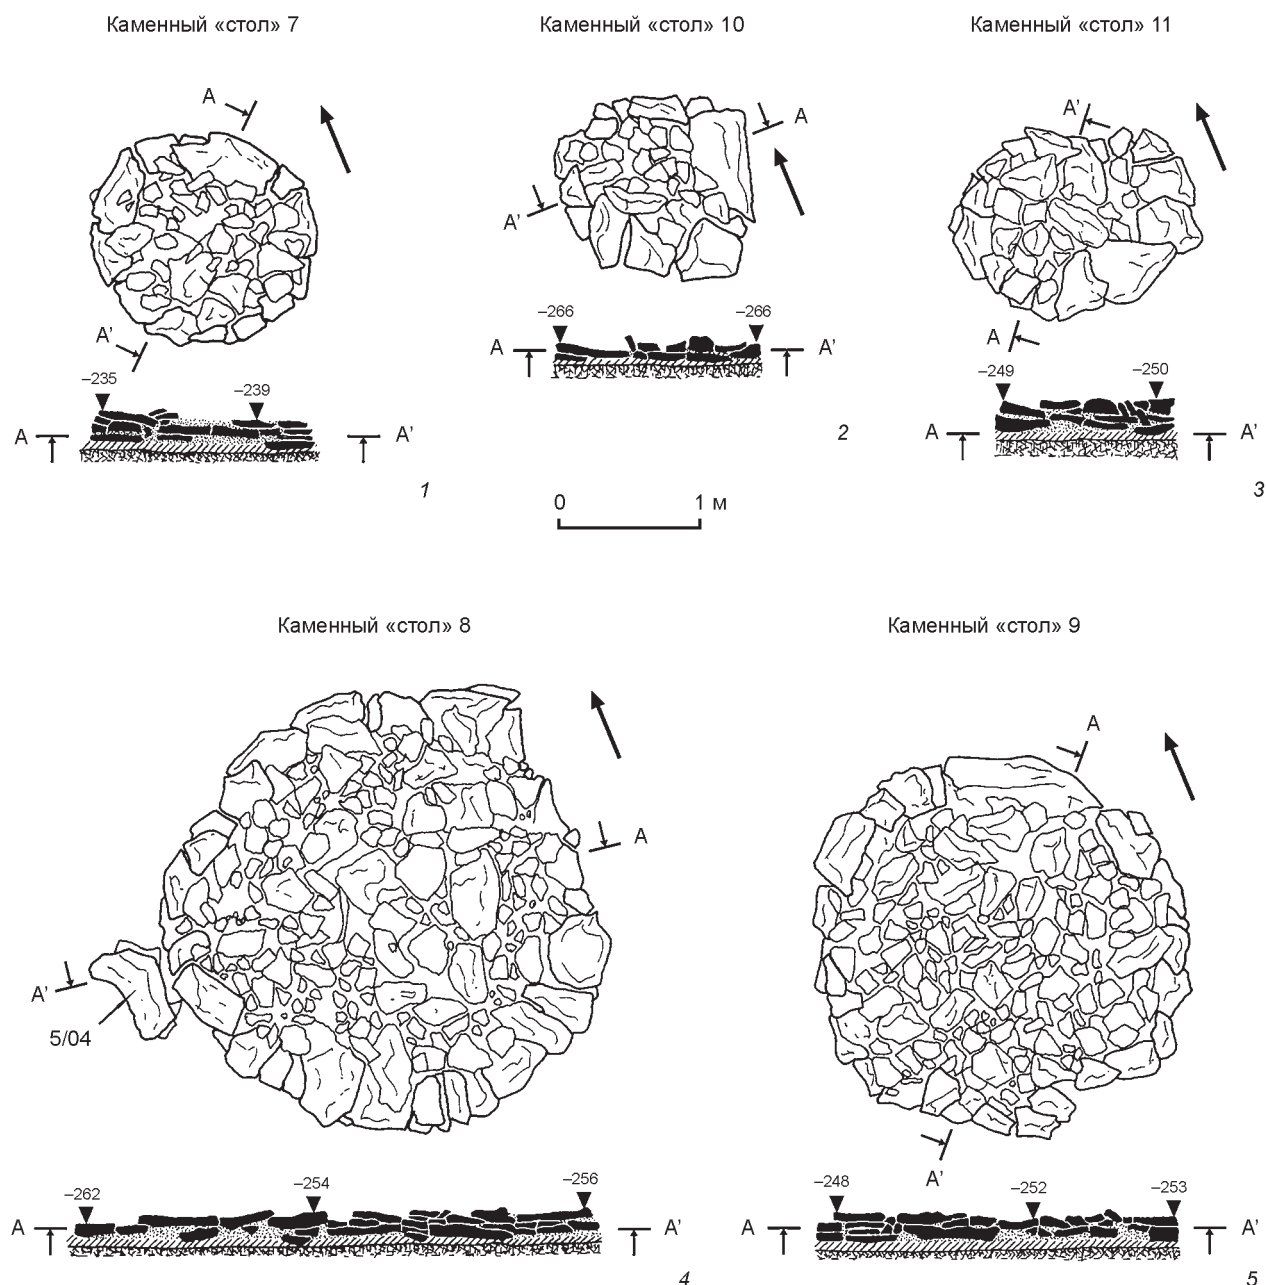 Каменный «стол» 7
А
А'
–235
–239
А
А'
1
Каменный «стол» 10
А
А'
–266
–266
А
А'
2
Каменный «стол» 11
А'
А
–249
–250
А
А'
3
0 1 м
Каменный «стол» 8
А
А'
5/04
–262
–254
–256
А
А'
4
Каменный «стол» 9
А
А'
–248
–252
–253
А
А'
5